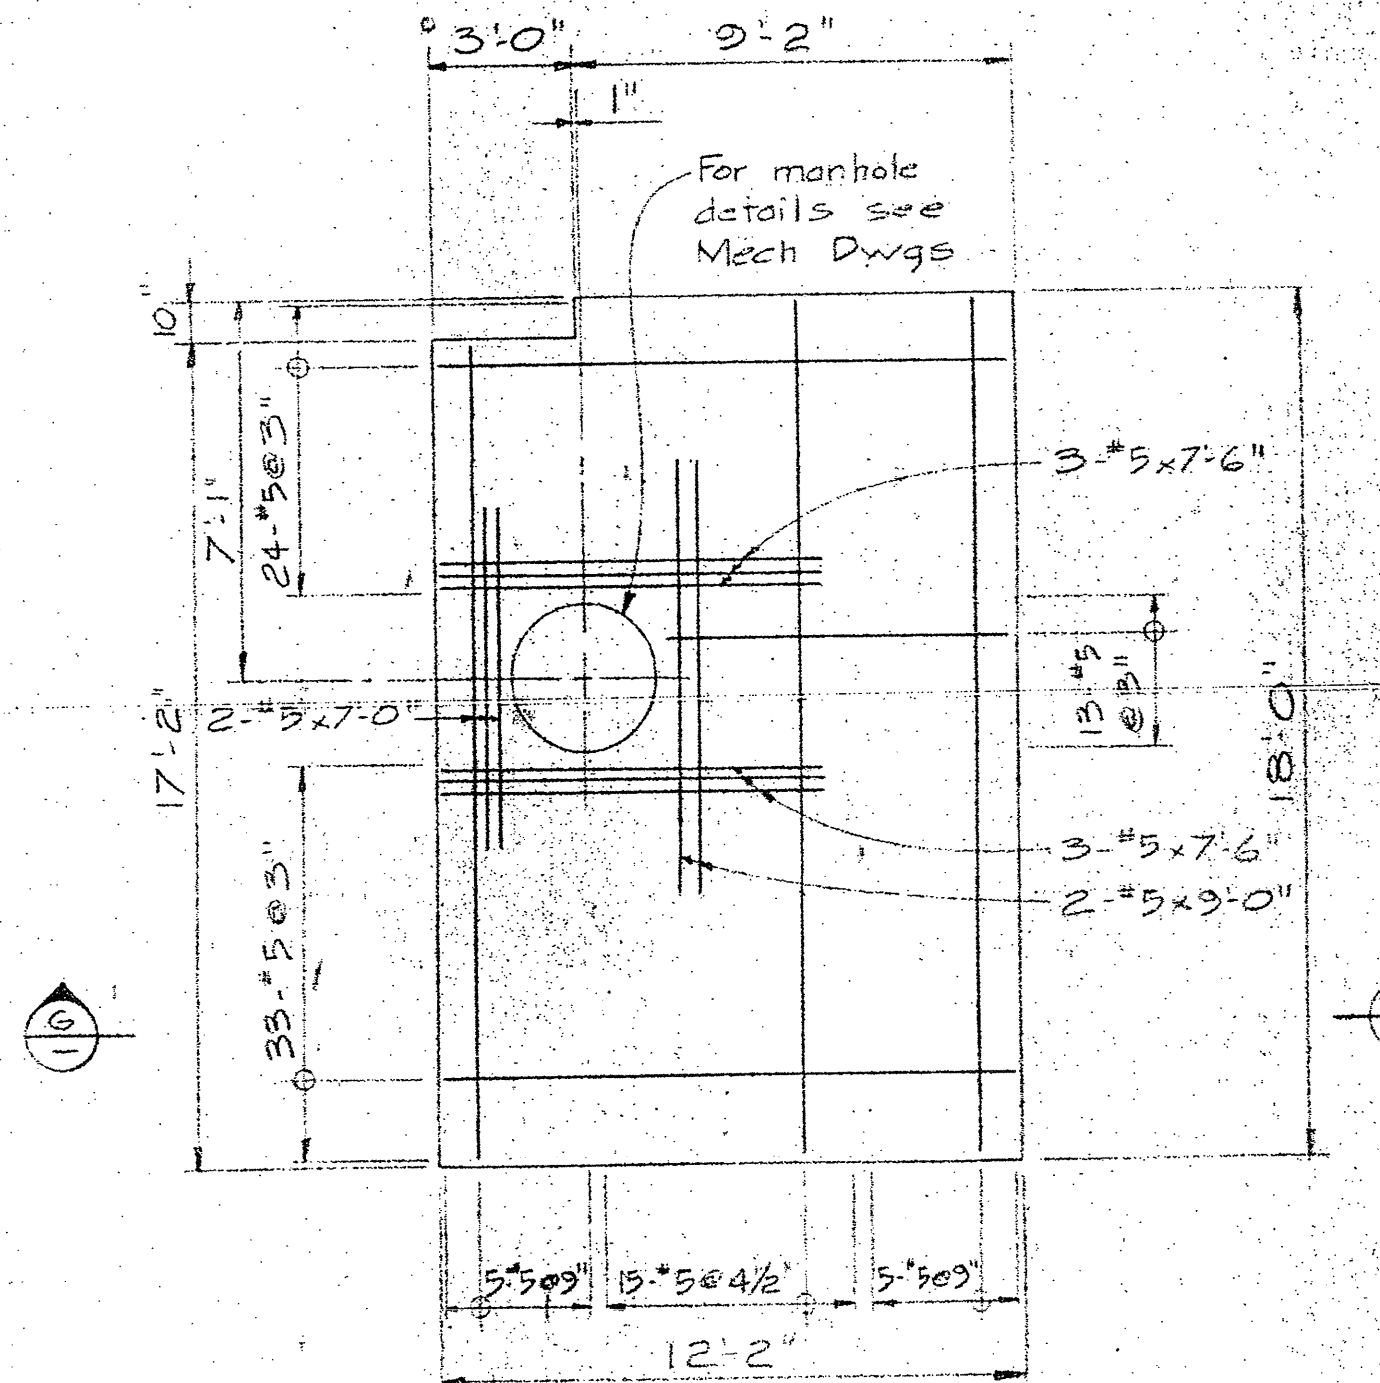 3'-0"
9'-2"
1"
For manhole
details see
Mech Dwgs
10"
24-#5@3"
7'-1"
3-#5x7'-6"
13-#5
@3"
18'-0"
17'-2"
2-#5x7'-0"
33-#5@3"
3-#5x7'-6"
2-#5x9'-0"
6
5-#5@9"
15-#5@4½"
5-#5@9"
12'-2"